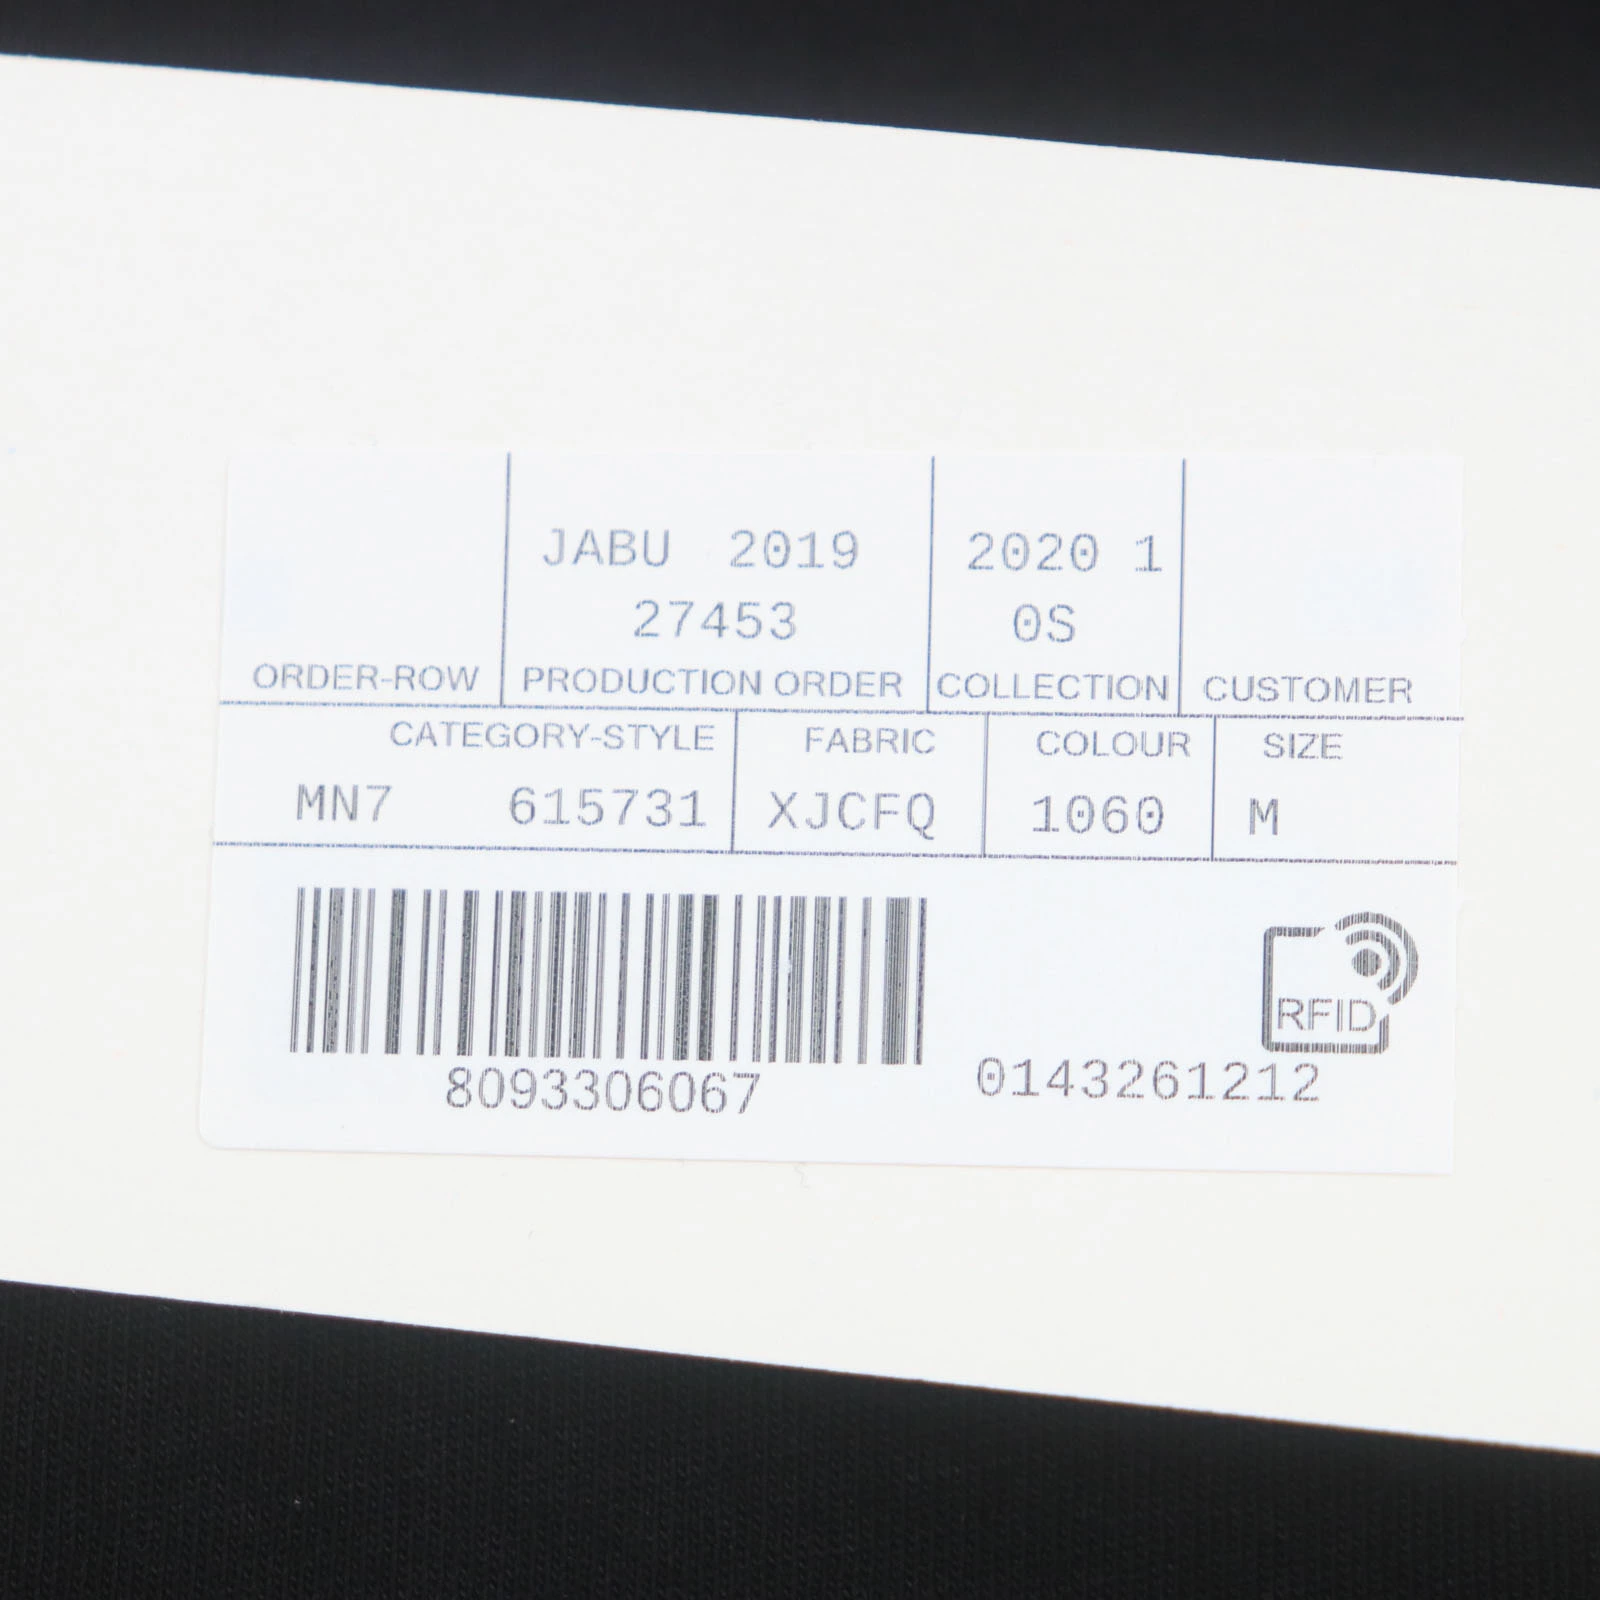 JABU 2019 2020 1
27453 0S
ORDER-ROW PRODUCTION ORDER COLLECTION CUSTOMER
CATEGORY-STYLE FABRIC COLOUR SIZE
MN7 615731 XJCFQ 1060 M
RFID
8093306067 0143261212